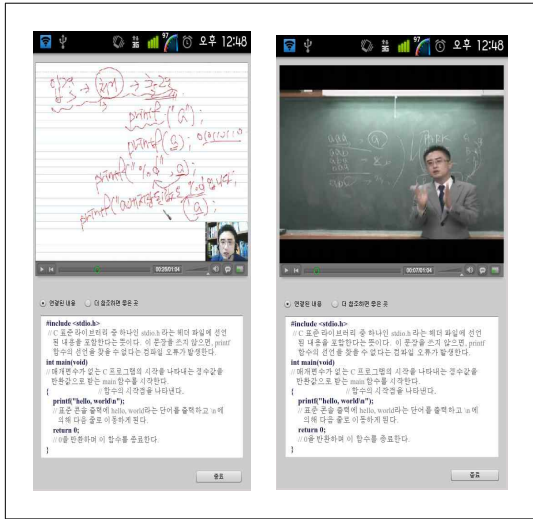 오후 12:48
입력 → 처리 → 출력
printf("a");
printf(a);
printf("%d", a);
(a);
00:26/01:04
연결된 내용 더 참조하면 좋은 곳
#include <stdio.h>
// C 표준 라이브러리 중 하나인 stdio.h 라는 헤더 파일에 선언
된 내용을 포함한다는 뜻이다. 이 문장을 쓰지 않으면, printf
함수의 선언을 찾을 수 없다는 컴파일 오류가 발생한다.
int main(void)
// 매개변수가 없는 C 프로그램의 시작을 나타내는 정수값을
반환값으로 받는 main 함수를 시작한다.
{ // 함수의 시작점을 나타낸다.
printf("hello, world\n");
// 표준 콘솔 출력에 hello, world라는 단어를 출력하고 \n 에
의해 다음 줄로 이동하게 된다.
return 0;
// 0을 반환하며 이 함수를 종료한다.
}
종료
오후 12:48
00:07/01:04
연결된 내용 더 참조하면 좋은 곳
#include <stdio.h>
// C 표준 라이브러리 중 하나인 stdio.h 라는 헤더 파일에 선언
된 내용을 포함한다는 뜻이다. 이 문장을 쓰지 않으면, printf
함수의 선언을 찾을 수 없다는 컴파일 오류가 발생한다.
int main(void)
// 매개변수가 없는 C 프로그램의 시작을 나타내는 정수값을
반환값으로 받는 main 함수를 시작한다.
{ // 함수의 시작점을 나타낸다.
printf("hello, world\n");
// 표준 콘솔 출력에 hello, world라는 단어를 출력하고 \n 에
의해 다음 줄로 이동하게 된다.
return 0;
// 0을 반환하며 이 함수를 종료한다.
}
종료